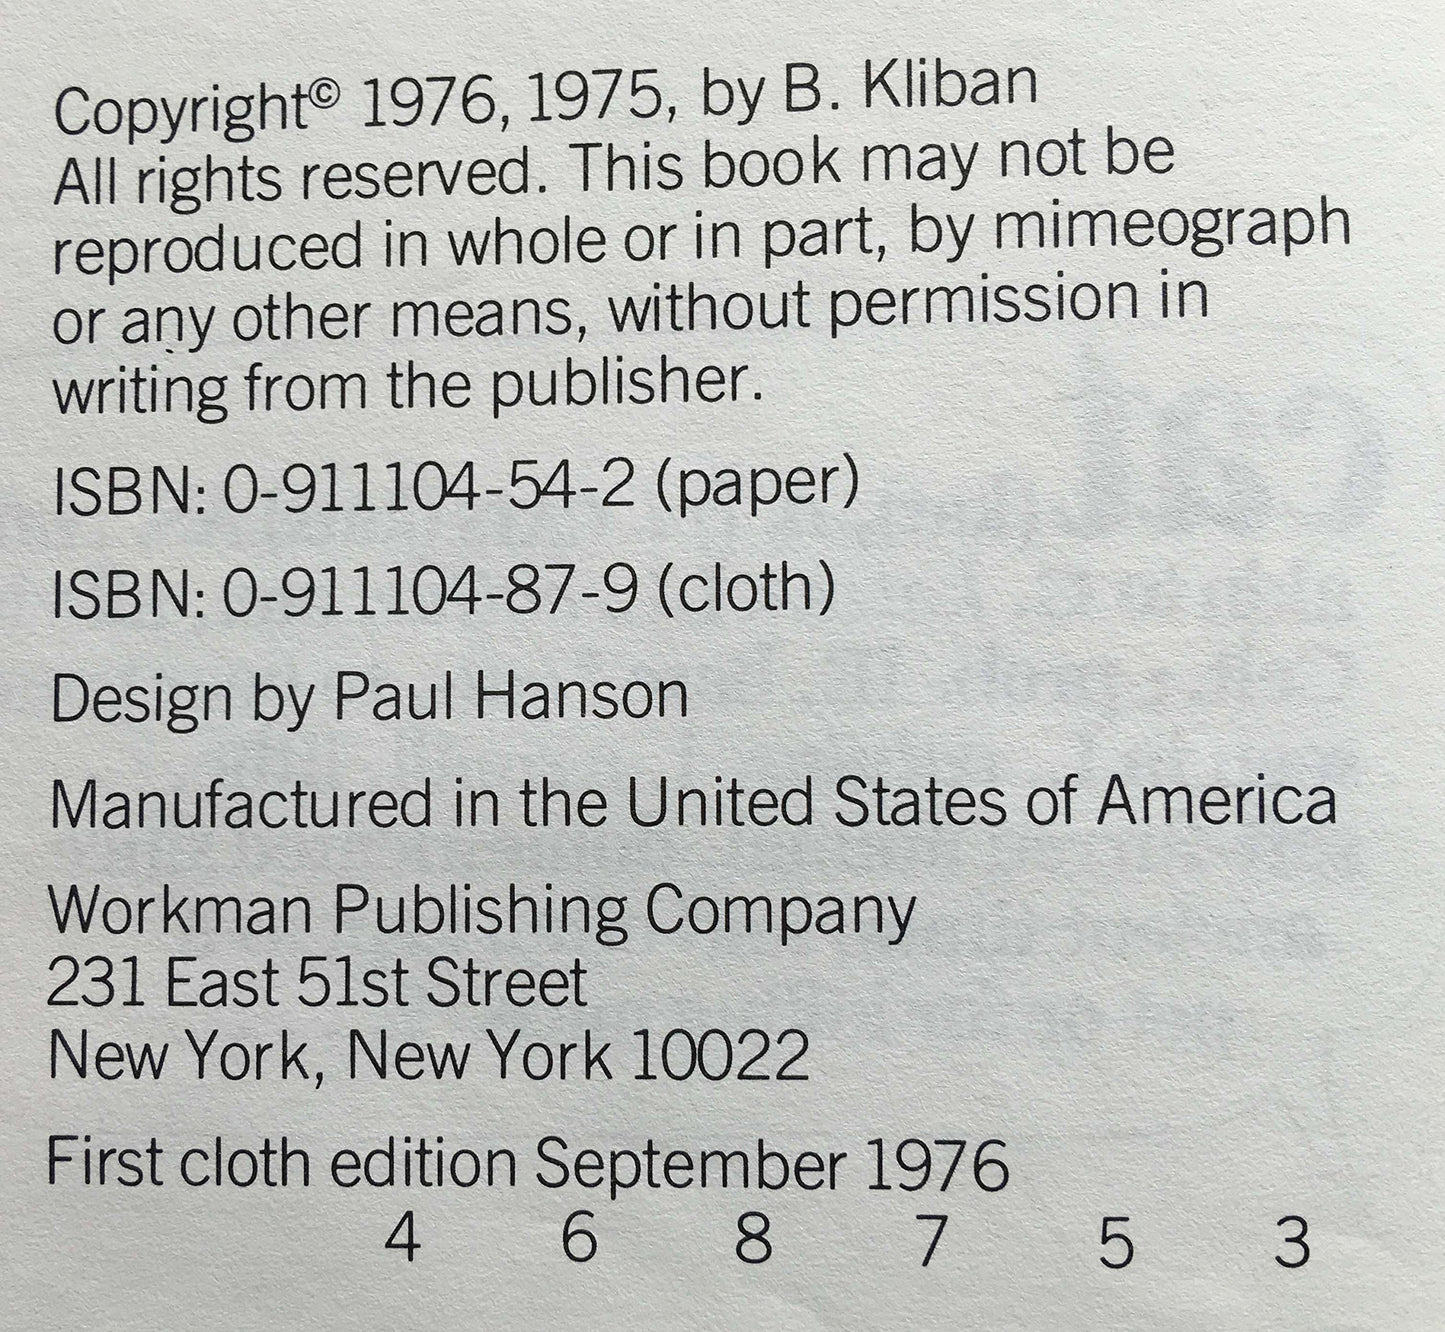 Copyright© 1976, 1975, by B. Kliban
All rights reserved. This book may not be
reproduced in whole or in part, by mimeograph
or any other means, without permission in
writing from the publisher.
ISBN: 0-911104-54-2 (paper)
ISBN: 0-911104-87-9 (cloth)
Design by Paul Hanson
Manufactured in the United States of America
Workman Publishing Company
231 East 51st Street
New York, New York 10022
First cloth edition September 1976
4 6 8 7 5 3